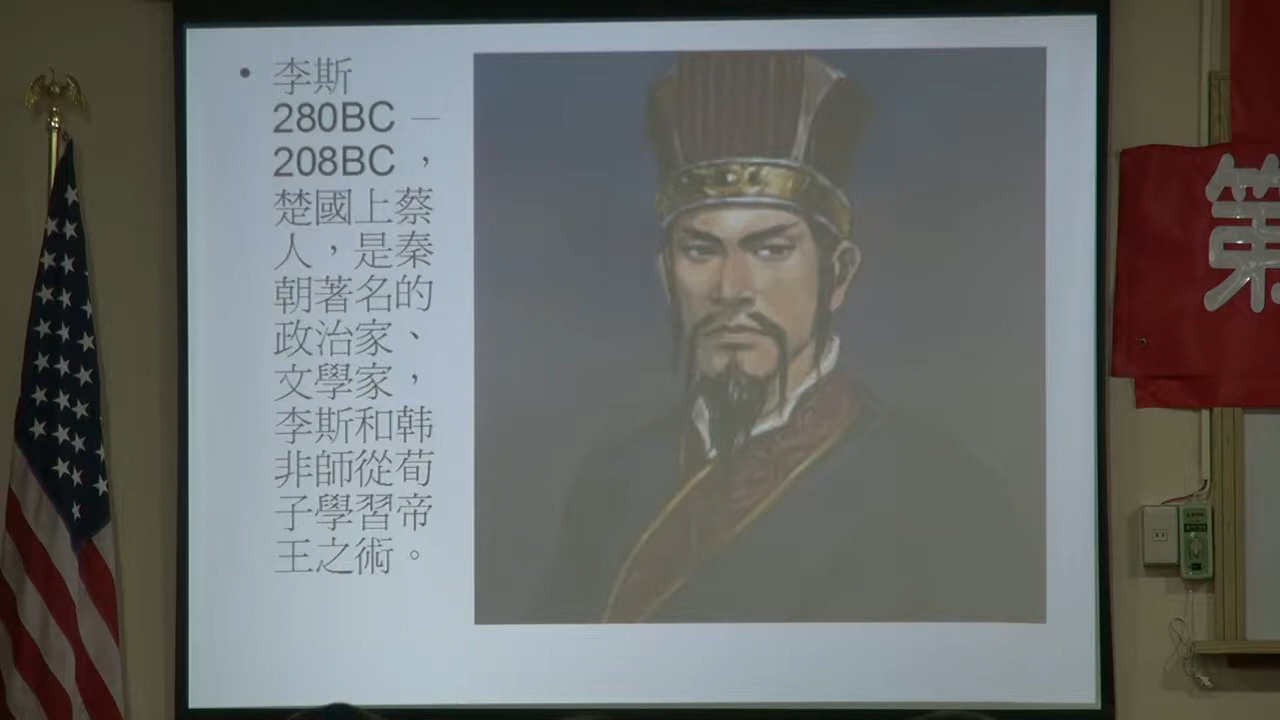 • 李斯
280BC —
208BC ，
楚國上蔡
人，是秦
朝著名的
政治家、
文學家，
李斯和韩
非師從荀
子學習帝
王之術。
第